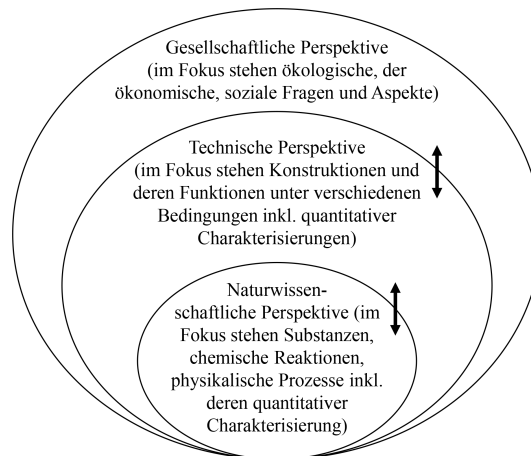 Gesellschaftliche Perspektive
(im Fokus stehen ökologische, der
ökonomische, soziale Fragen und Aspekte)
Technische Perspektive
(im Fokus stehen Konstruktionen und
deren Funktionen unter verschiedenen
Bedingungen inkl. quantitativer
Charakterisierungen)
Naturwissen-
schaftliche Perspektive (im
Fokus stehen Substanzen,
chemische Reaktionen,
physikalische Prozesse inkl.
deren quantitativer
Charakterisierung)